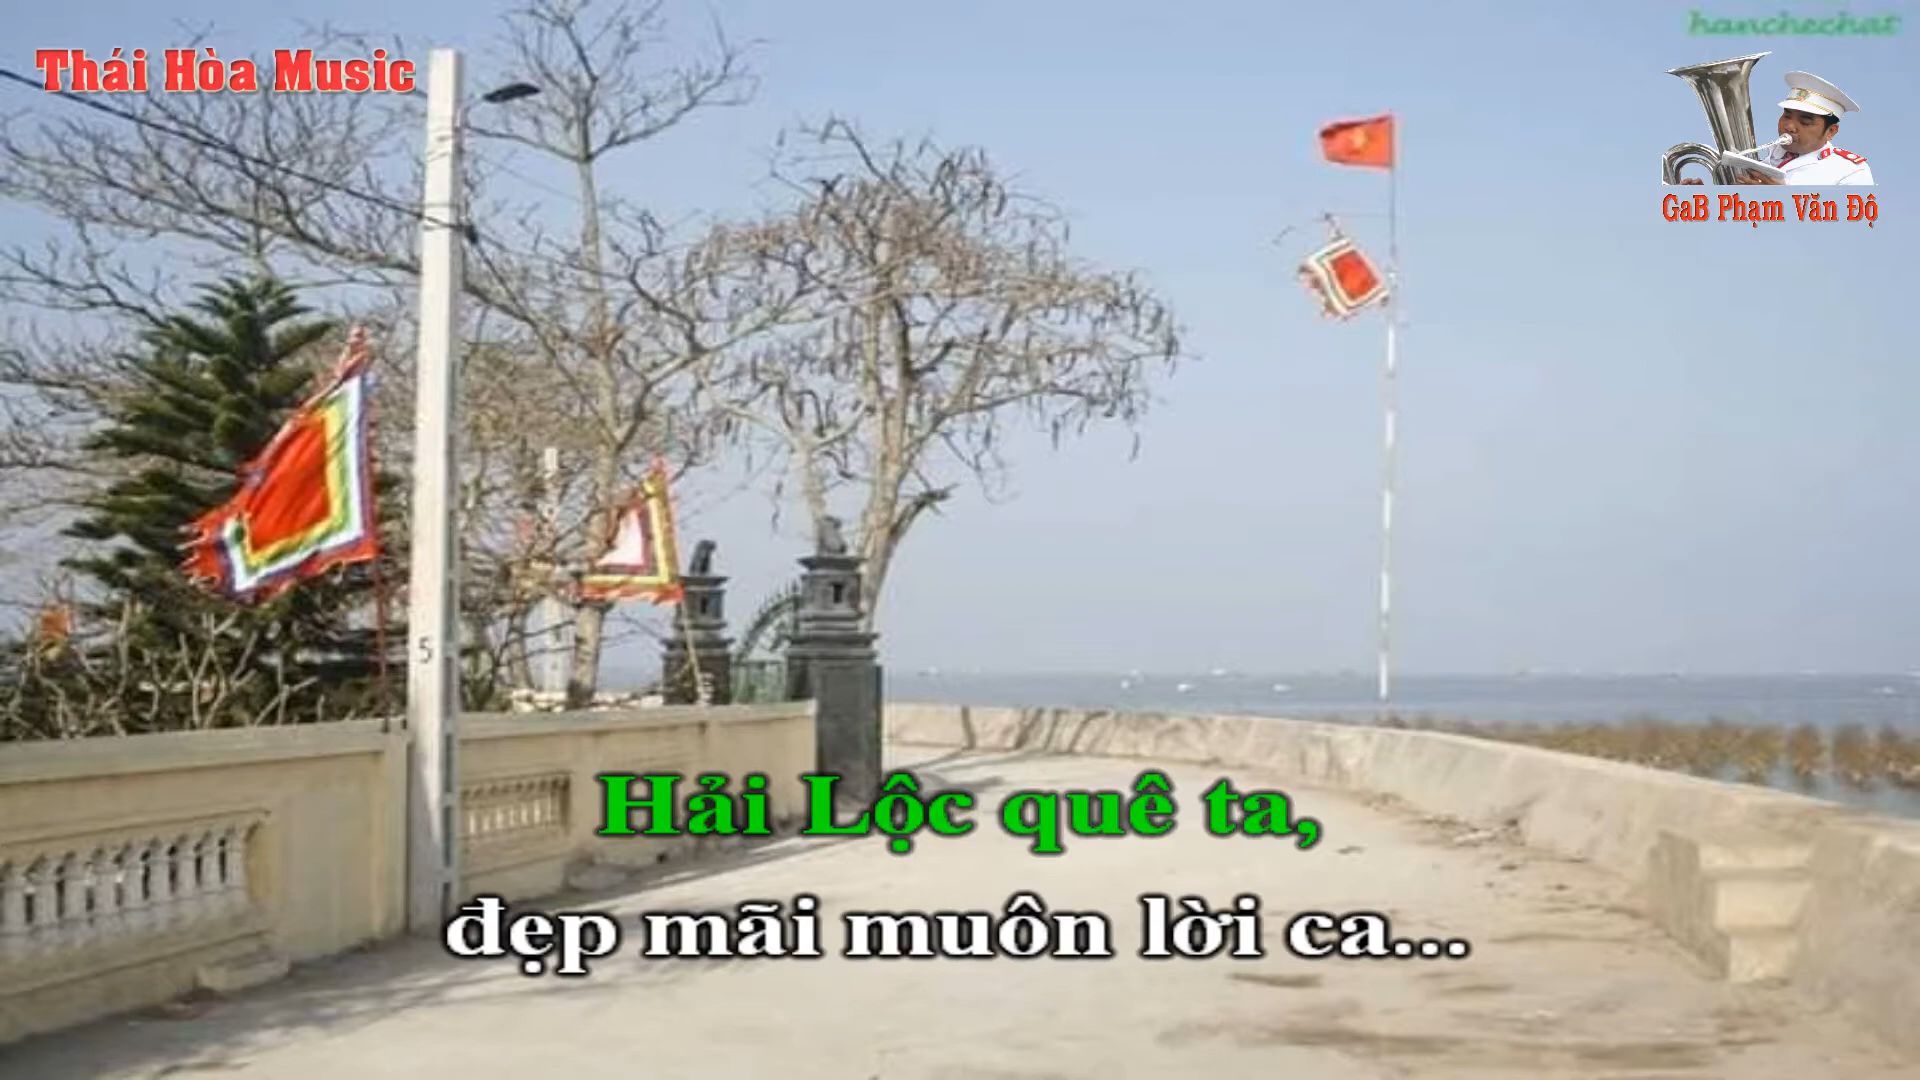 hanchechat
Thái Hòa Music
GaB Phạm Văn Độ
5
Hải Lộc quê ta,
đẹp mãi muôn lời ca...